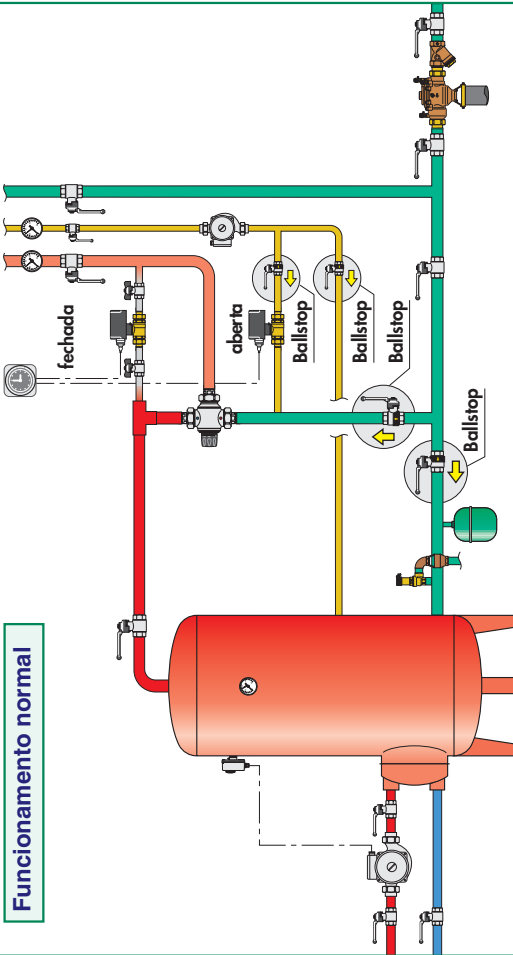 Funcionamento normal
fechada
aberta
Ballstop
Ballstop
Ballstop
Ballstop